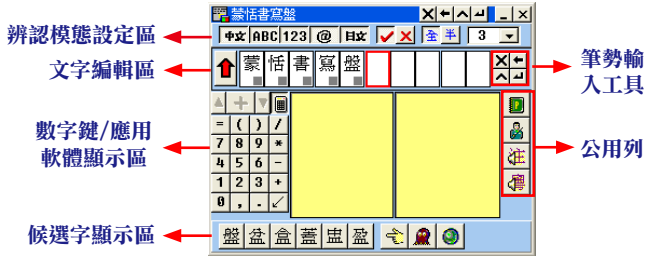 蒙恬書寫盤
辨認模態設定區
中文 ABC 123 @ 日文 全 半 3
文字編輯區
蒙 恬 書 寫 盤
筆勢輸
入工具
數字鍵/應用
軟體顯示區
= ( ) /
7 8 9 *
4 5 6 -
1 2 3 +
0 , .
注
公用列
候選字顯示區
盤 盆 盒 蓋 盅 盈